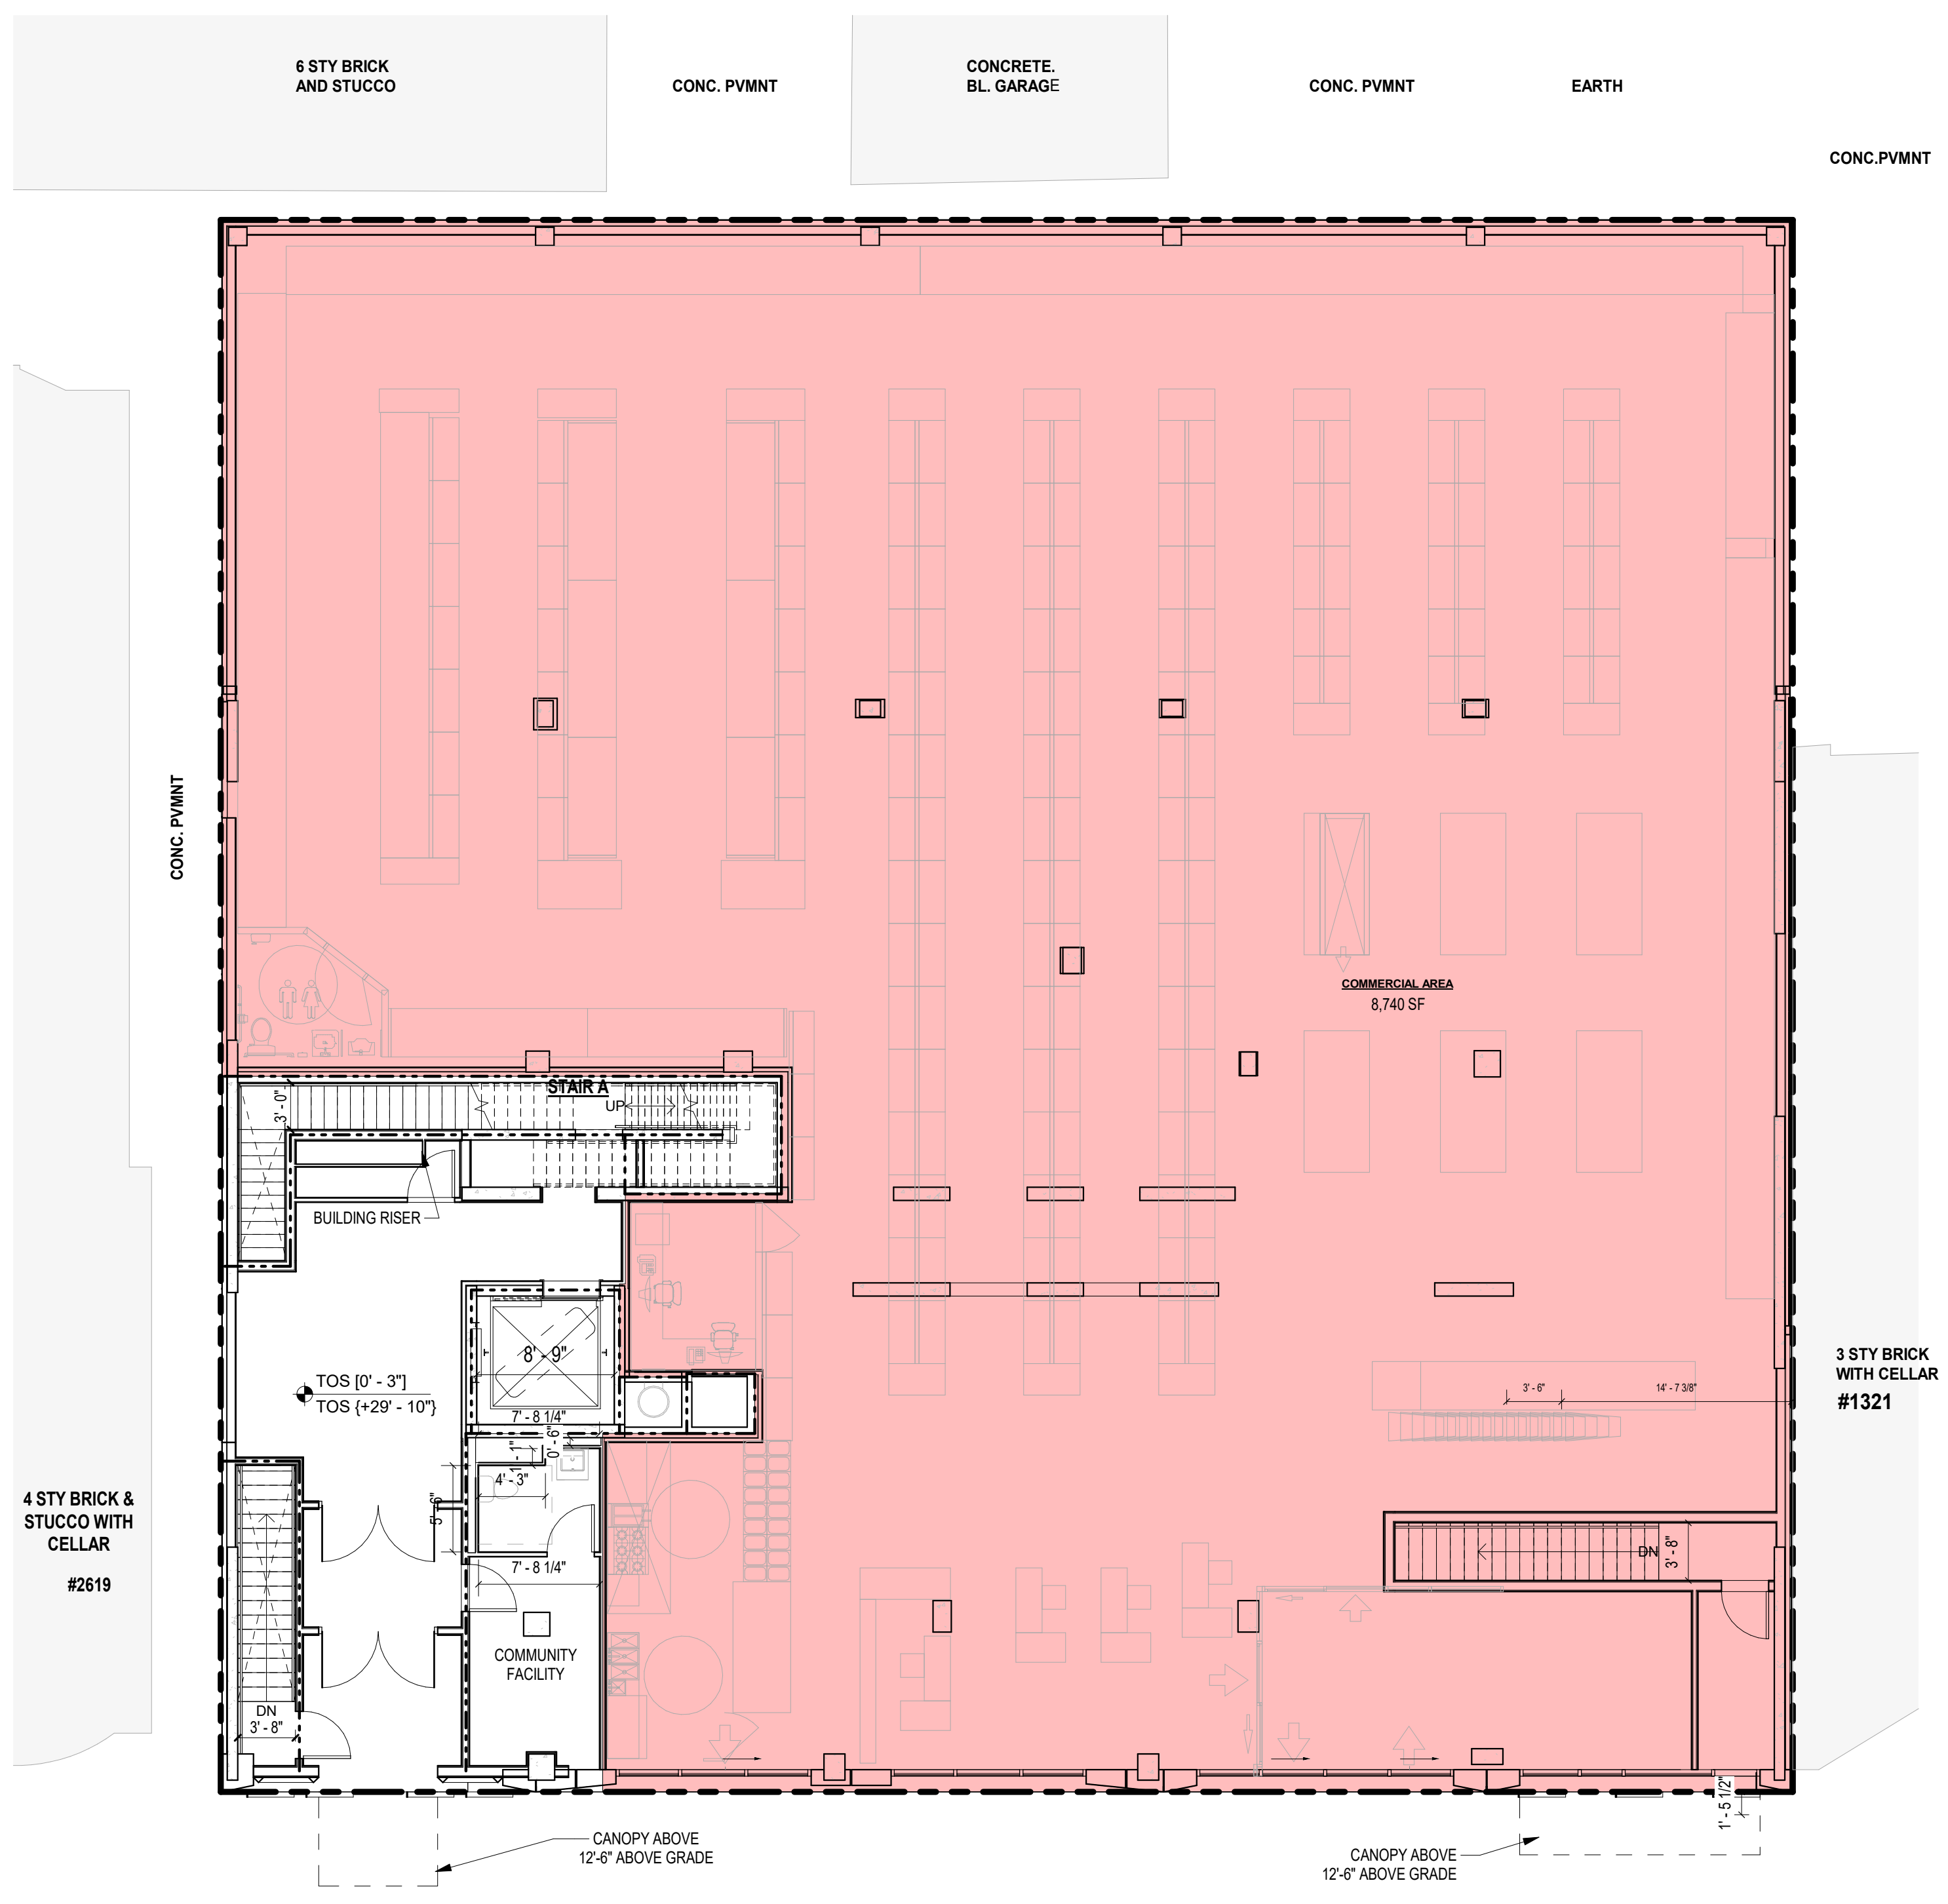 6 STY BRICK
AND STUCCO
CONC. PVMNT
CONCRETE.
BL. GARAGE
CONC. PVMNT
EARTH
CONC.PVMNT
CONC. PVMNT
COMMERCIAL AREA
8,740 SF
STAIR A
UP
3' - 0"
BUILDING RISER
8' - 9"
TOS [0' - 3"]
TOS {+29' - 10"}
7' - 8 1/4"
0' - 6"
1' - 1"
4' - 3"
5' - 6"
7' - 8 1/4"
3' - 6"
14' - 7 3/8"
3 STY BRICK
WITH CELLAR
#1321
4 STY BRICK &
STUCCO WITH
CELLAR
#2619
DN
3' - 8"
COMMUNITY
FACILITY
DN
3' - 8"
1' - 5 1/2"
CANOPY ABOVE
12'-6" ABOVE GRADE
CANOPY ABOVE
12'-6" ABOVE GRADE